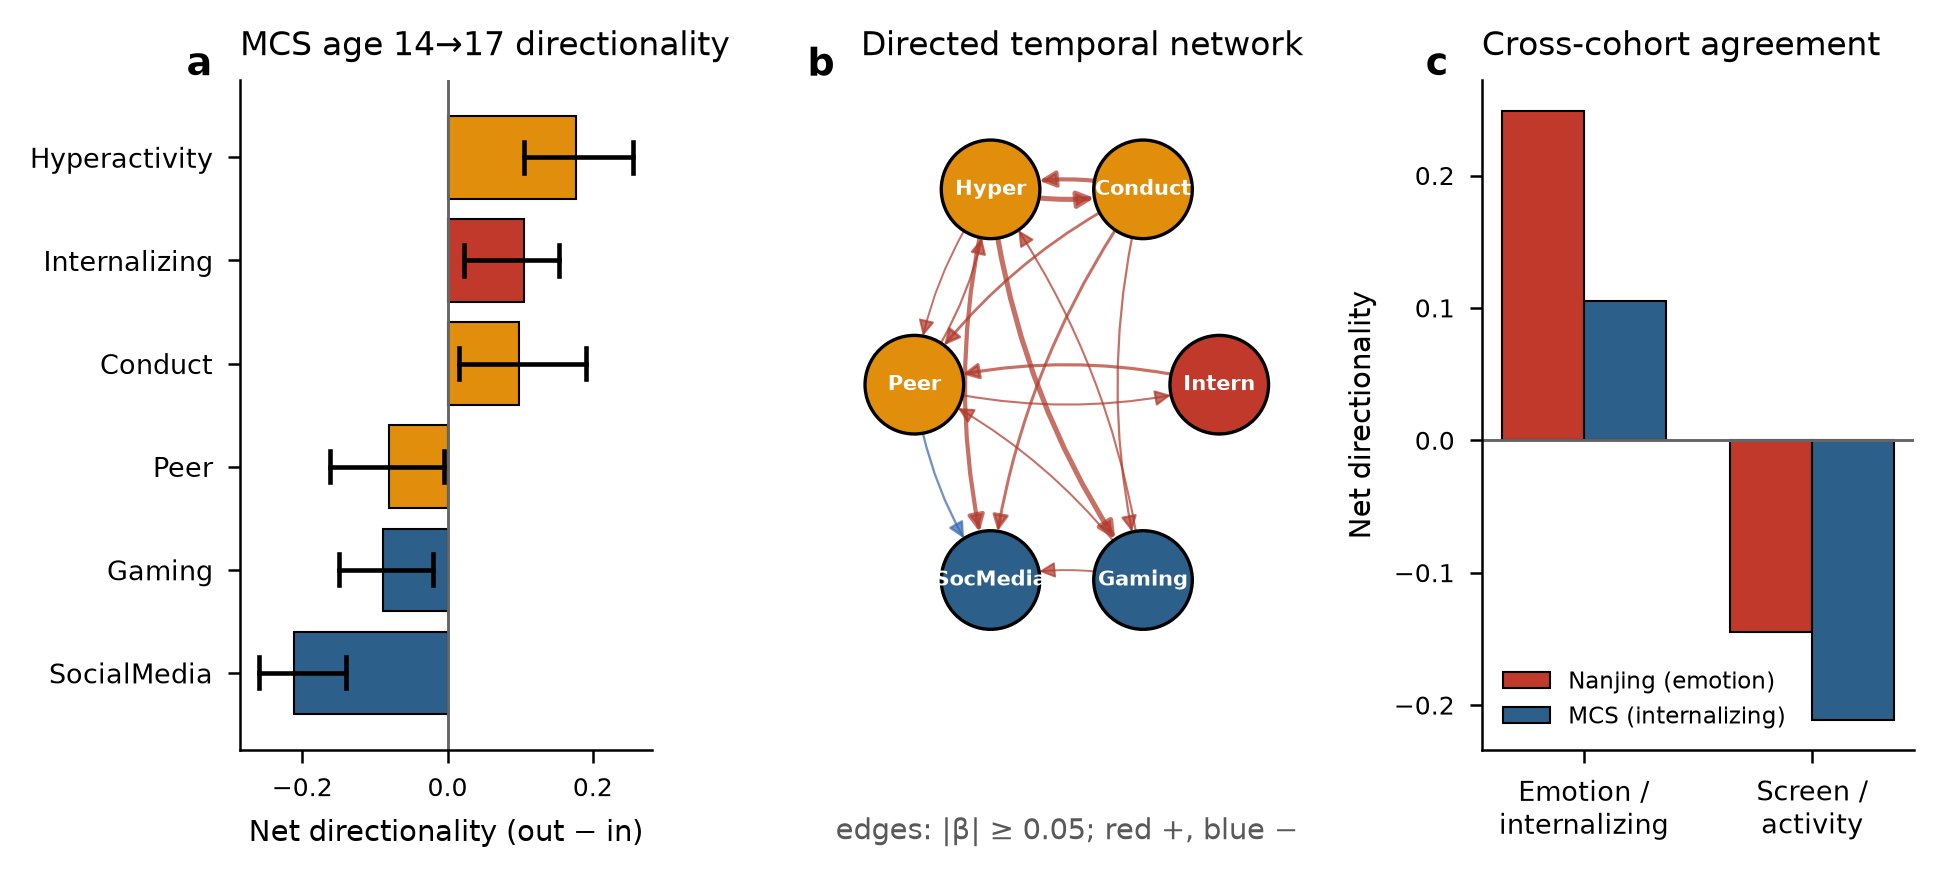 a
MCS age 14→17 directionality
Hyperactivity
Internalizing
Conduct
Peer
Gaming
SocialMedia
−0.2
0.0
0.2
Net directionality (out − in)
b
Directed temporal network
Hyper
Conduct
Peer
Intern
SocMedia
Gaming
edges: |β| ≥ 0.05; red +, blue −
c
Cross-cohort agreement
Net directionality
0.2
0.1
0.0
−0.1
−0.2
Nanjing (emotion)
MCS (internalizing)
Emotion /
internalizing
Screen /
activity